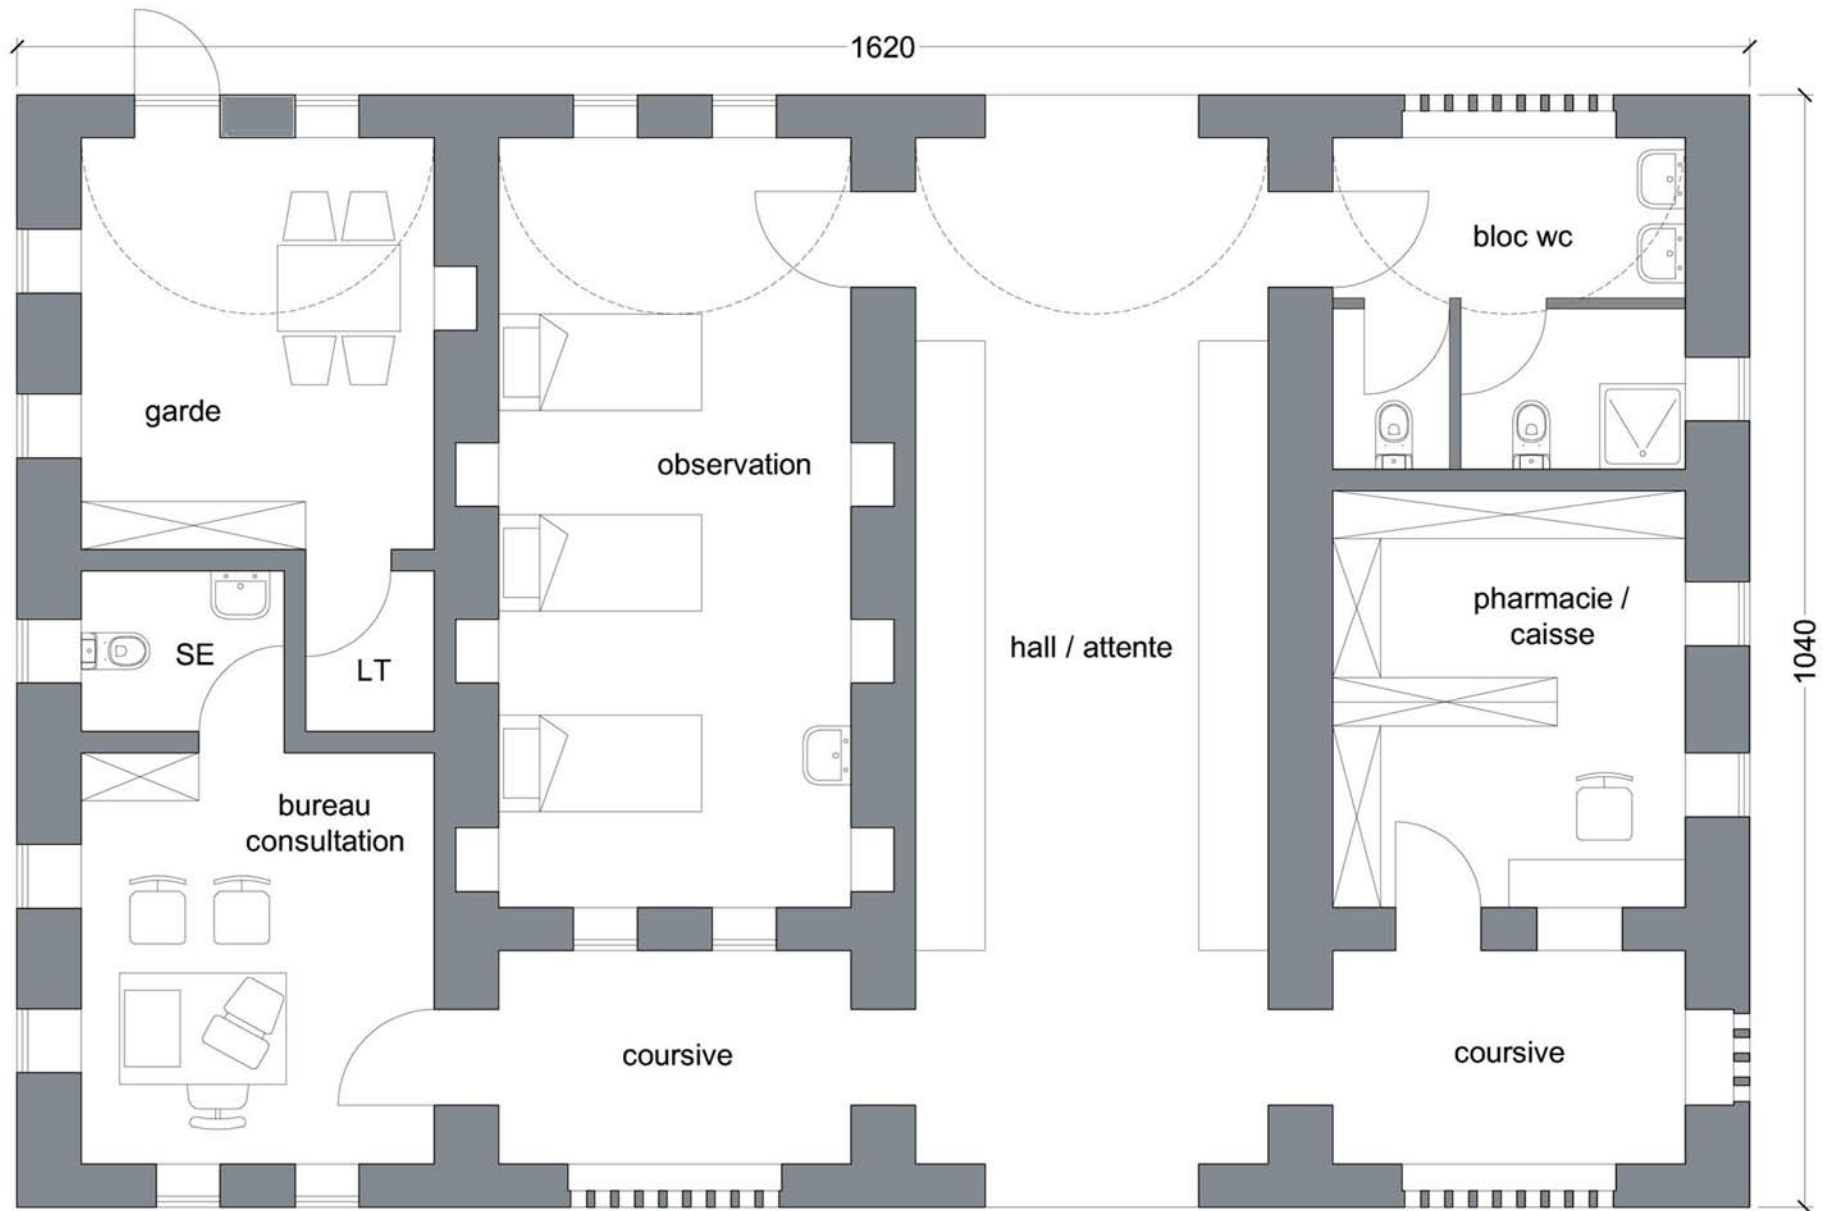 1620
bloc wc
garde
observation
pharmacie /
caisse
hall / attente
1040
SE
LT
bureau
consultation
coursive
coursive